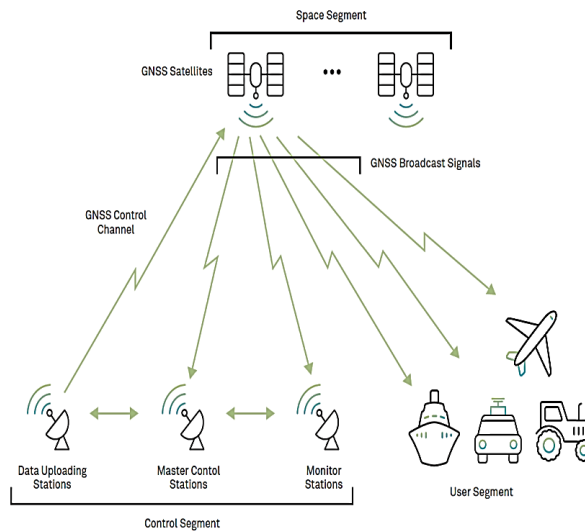 Space Segment
GNSS Satellites
GNSS Broadcast Signals
GNSS Control
Channel
Data Uploading
Stations
Master Contol
Stations
Monitor
Stations
User Segment
Control Segment